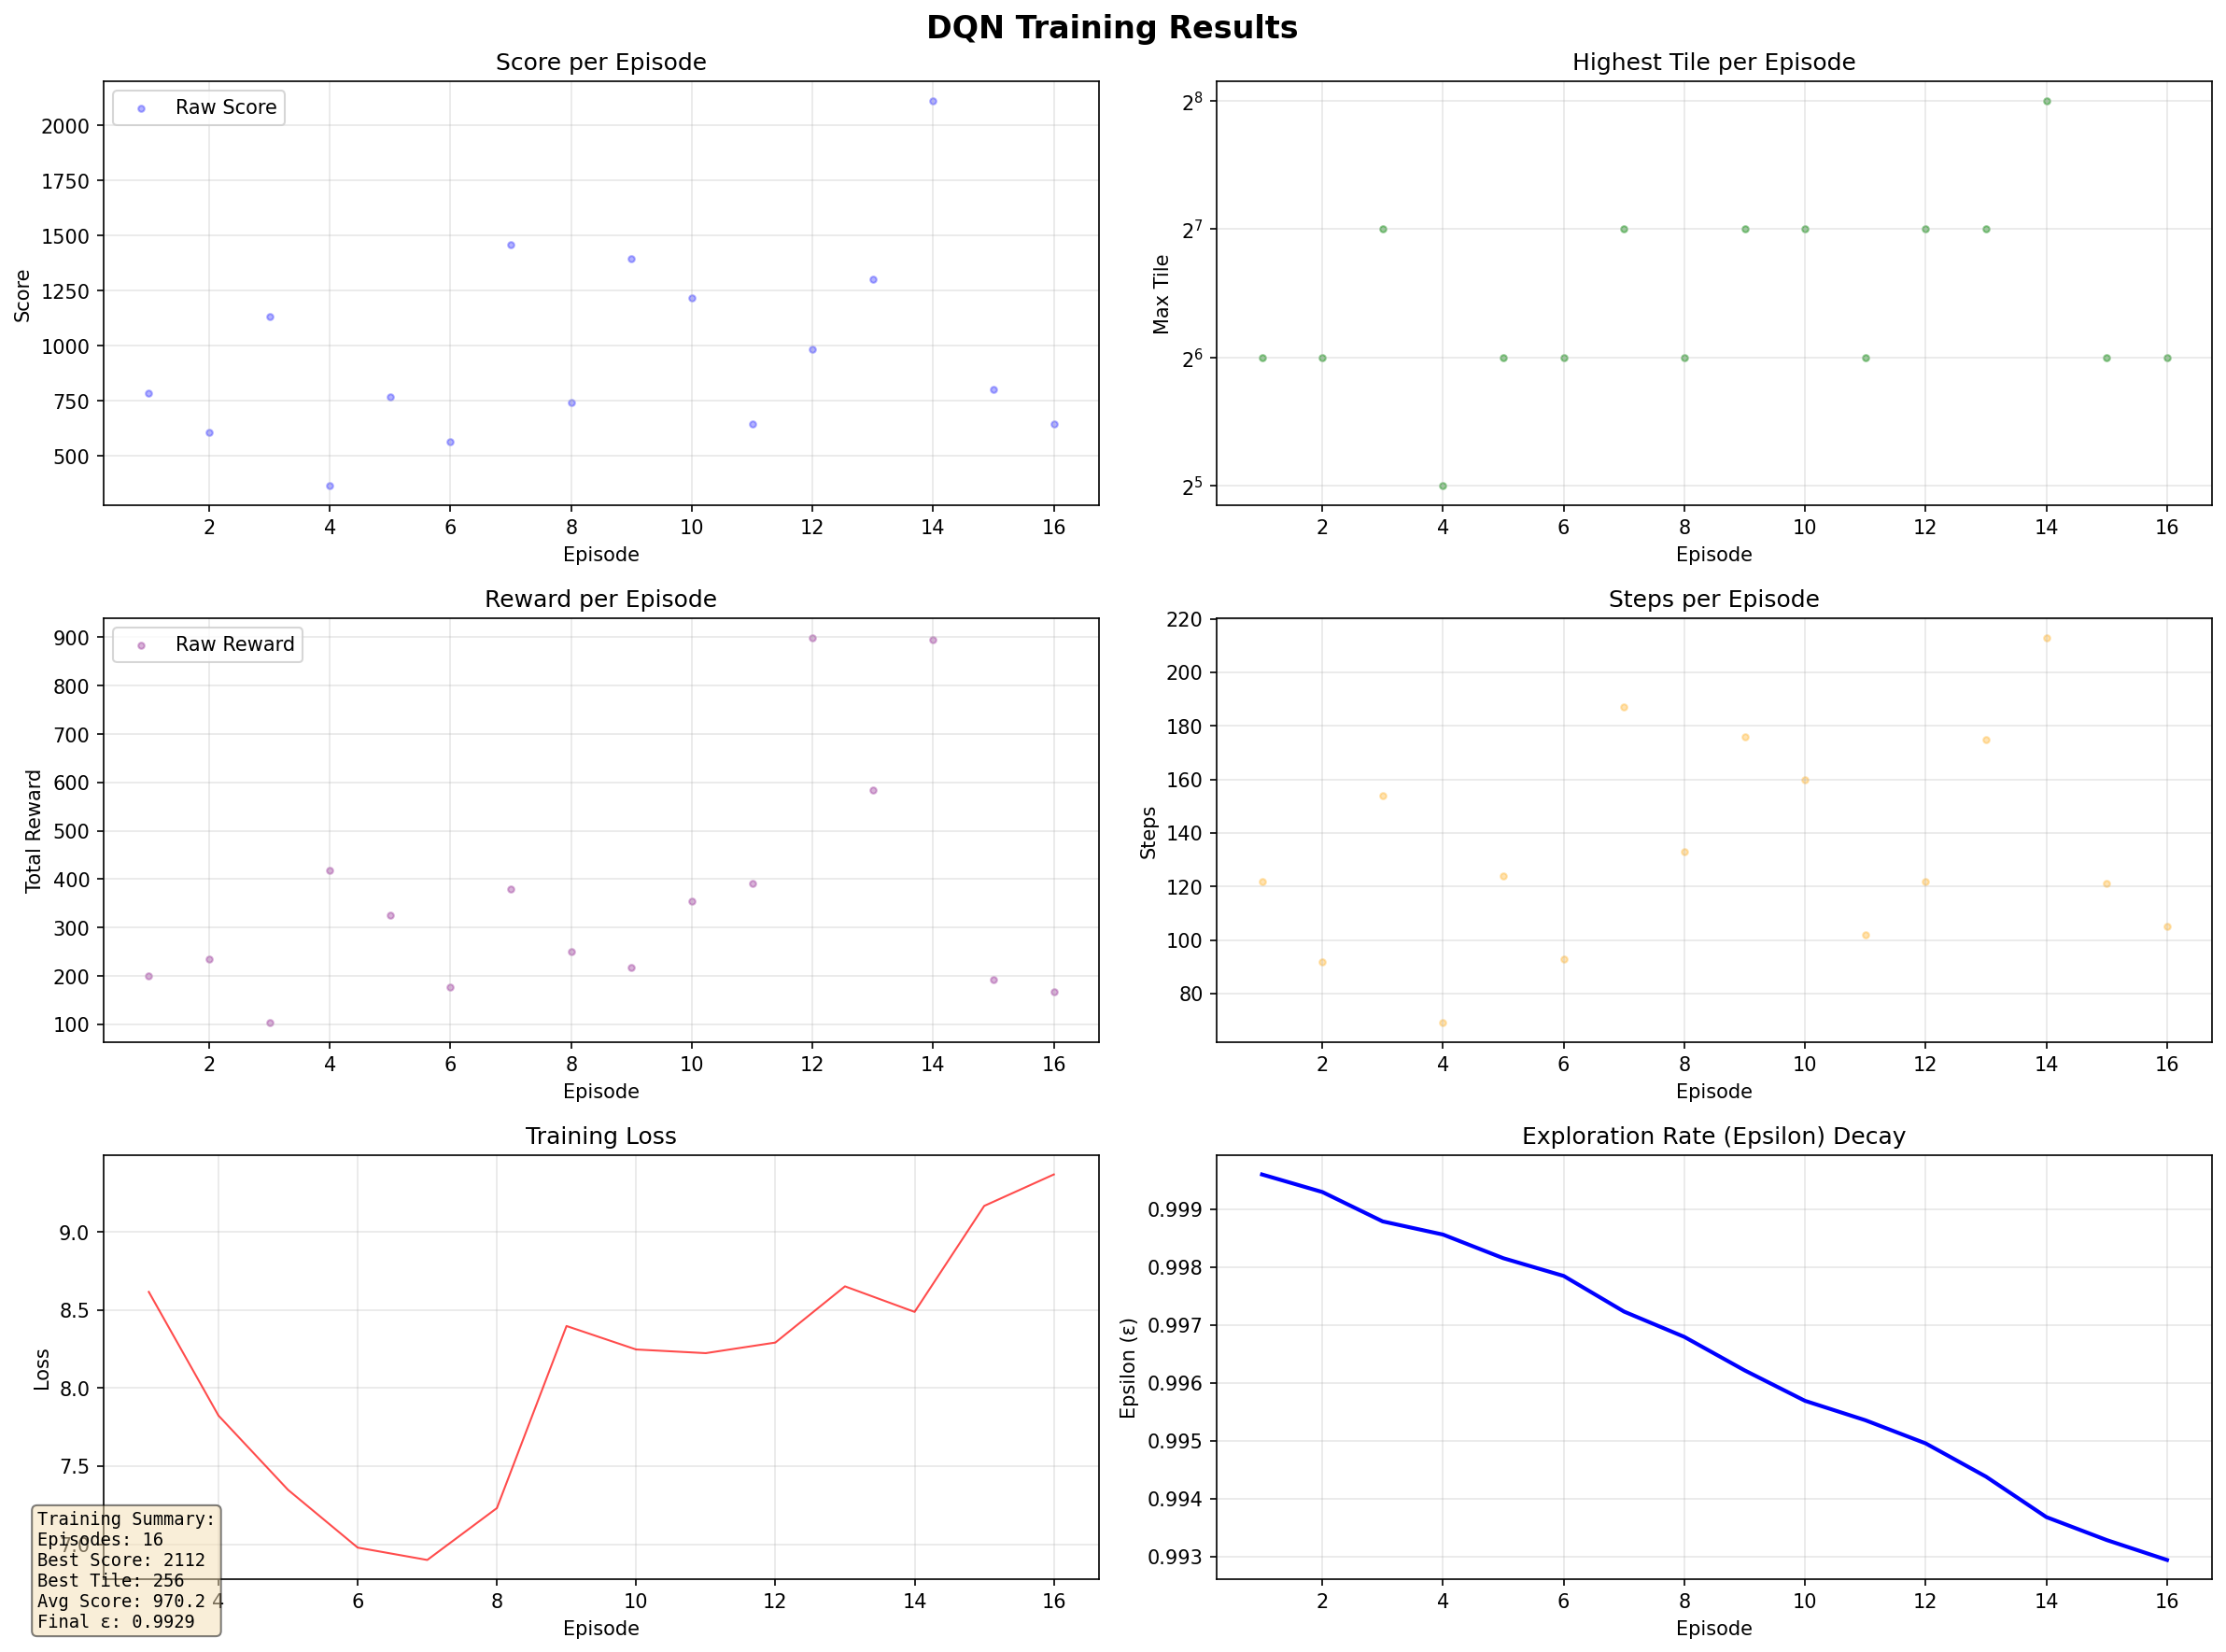 DQN Training Results
Score per Episode
Raw Score
Score
2000
1750
1500
1250
1000
750
500
2 4 6 8 10 12 14 16
Episode
Highest Tile per Episode
Max Tile
2⁸
2⁷
2⁶
2⁵
2 4 6 8 10 12 14 16
Episode
Reward per Episode
Raw Reward
Total Reward
900
800
700
600
500
400
300
200
100
2 4 6 8 10 12 14 16
Episode
Steps per Episode
Steps
220
200
180
160
140
120
100
80
2 4 6 8 10 12 14 16
Episode
Training Loss
Loss
9.0
8.5
8.0
7.5
7.0
4 6 8 10 12 14 16
Episode
Training Summary:
Episodes: 16
Best Score: 2112
Best Tile: 256
Avg Score: 970.2
Final ε: 0.9929
Exploration Rate (Epsilon) Decay
Epsilon (ε)
0.999
0.998
0.997
0.996
0.995
0.994
0.993
2 4 6 8 10 12 14 16
Episode